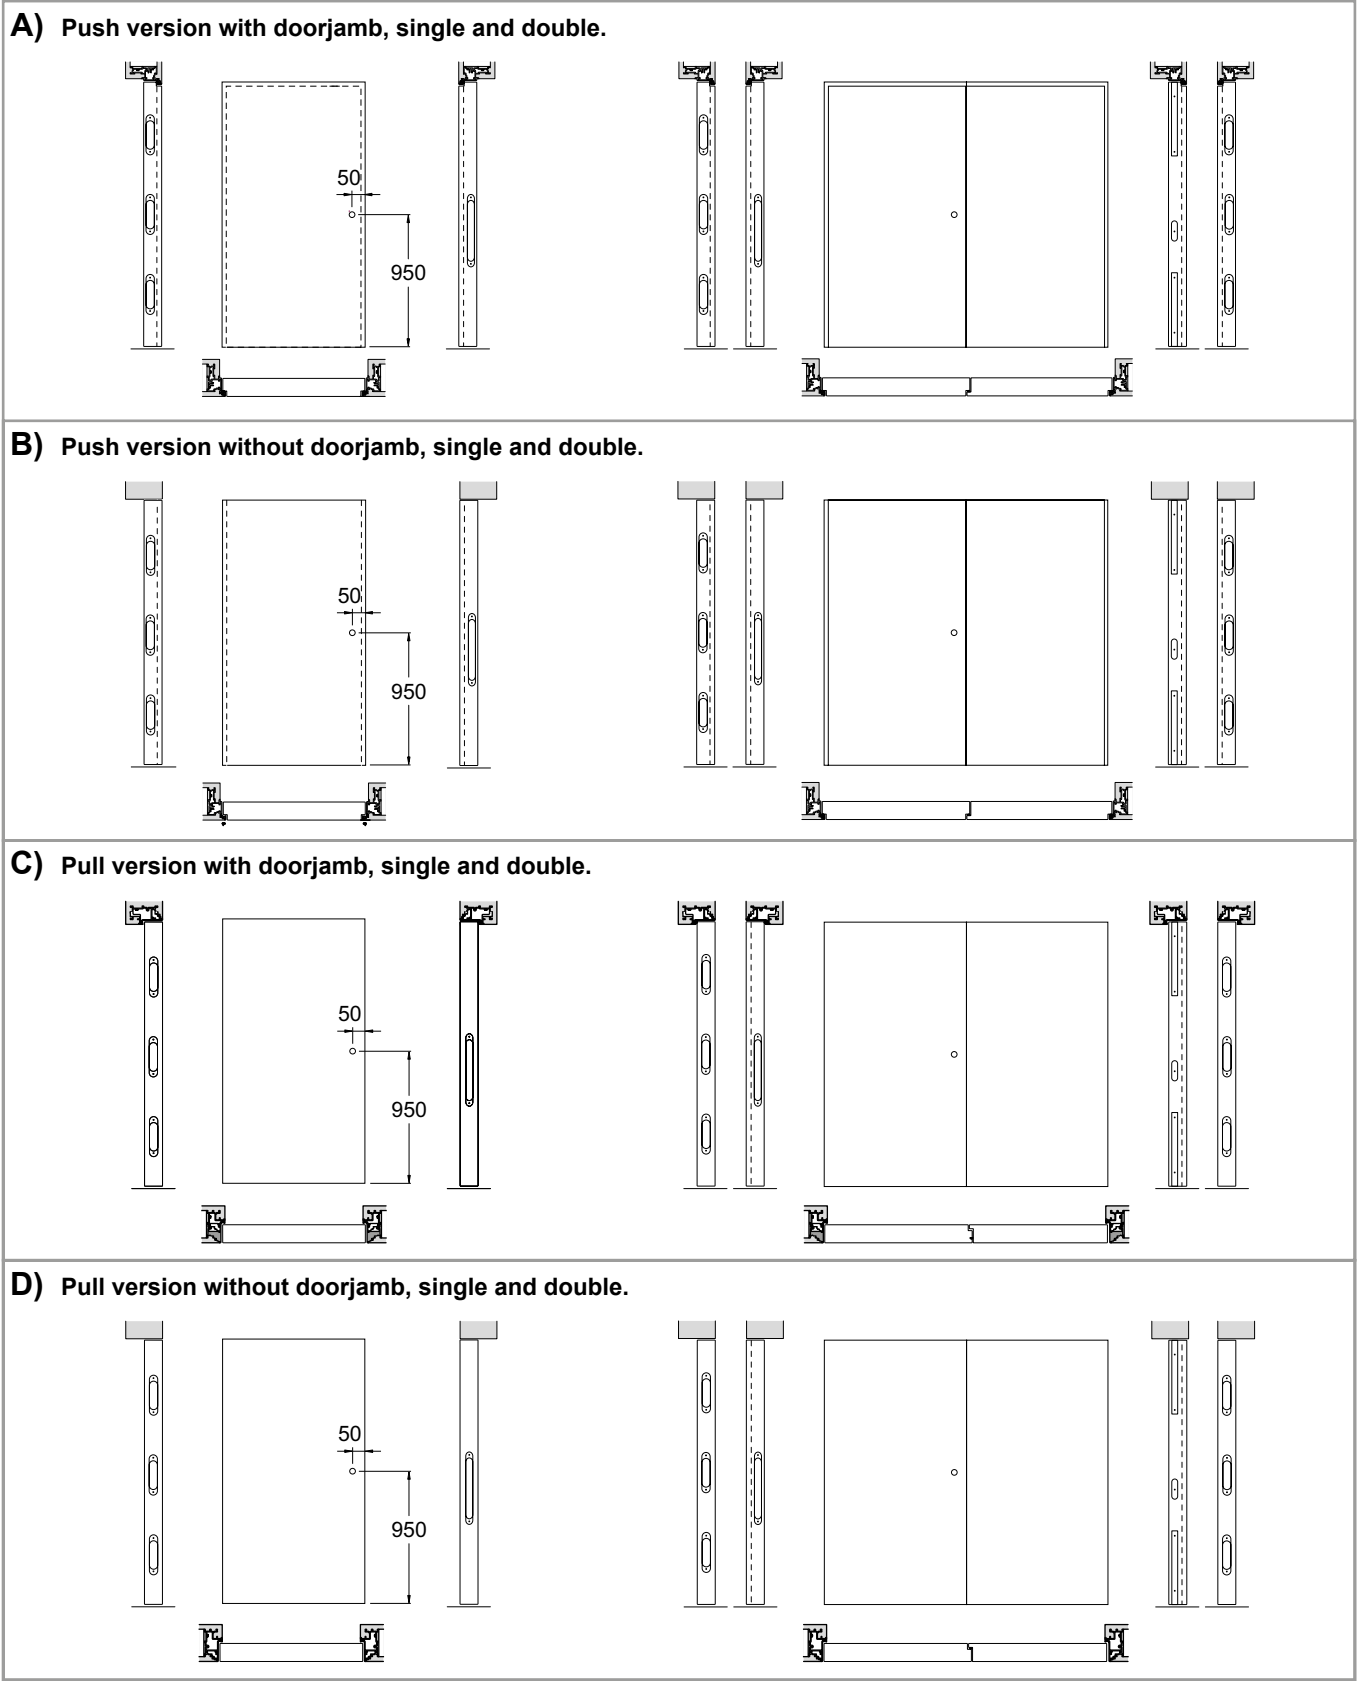 A) Push version with doorjamb, single and double.
50
950
B) Push version without doorjamb, single and double.
50
950
C) Pull version with doorjamb, single and double.
50
950
D) Pull version without doorjamb, single and double.
50
950